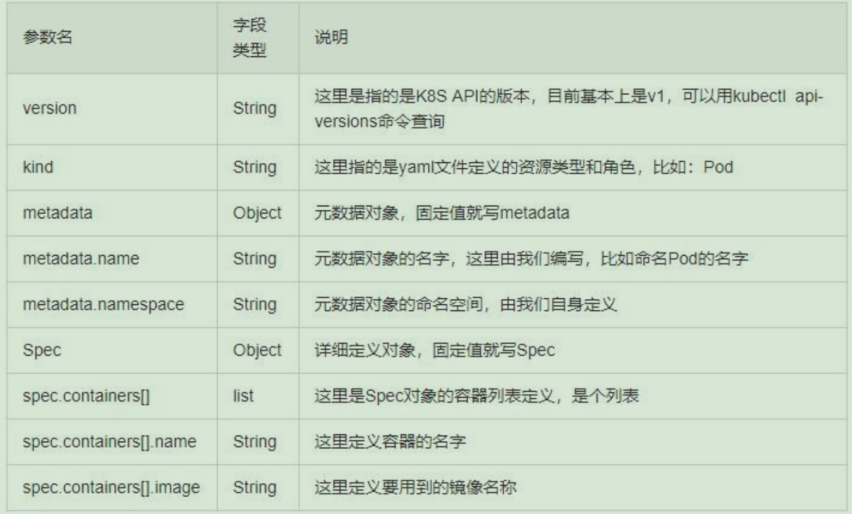 参数名 字段类型 说明
version String 这里是指的是K8S API的版本，目前基本上是v1，可以用kubectl api-
versions命令查询
kind String 这里指的是yaml文件定义的资源类型和角色，比如：Pod
metadata Object 元数据对象，固定值就写metadata
metadata.name String 元数据对象的名字，这里由我们编写，比如命名Pod的名字
metadata.namespace String 元数据对象的命名空间，由我们自身定义
Spec Object 详细定义对象，固定值就写Spec
spec.containers[] list 这里是Spec对象的容器列表定义，是个列表
spec.containers[].name String 这里定义容器的名字
spec.containers[].image String 这里定义要用到的镜像名称